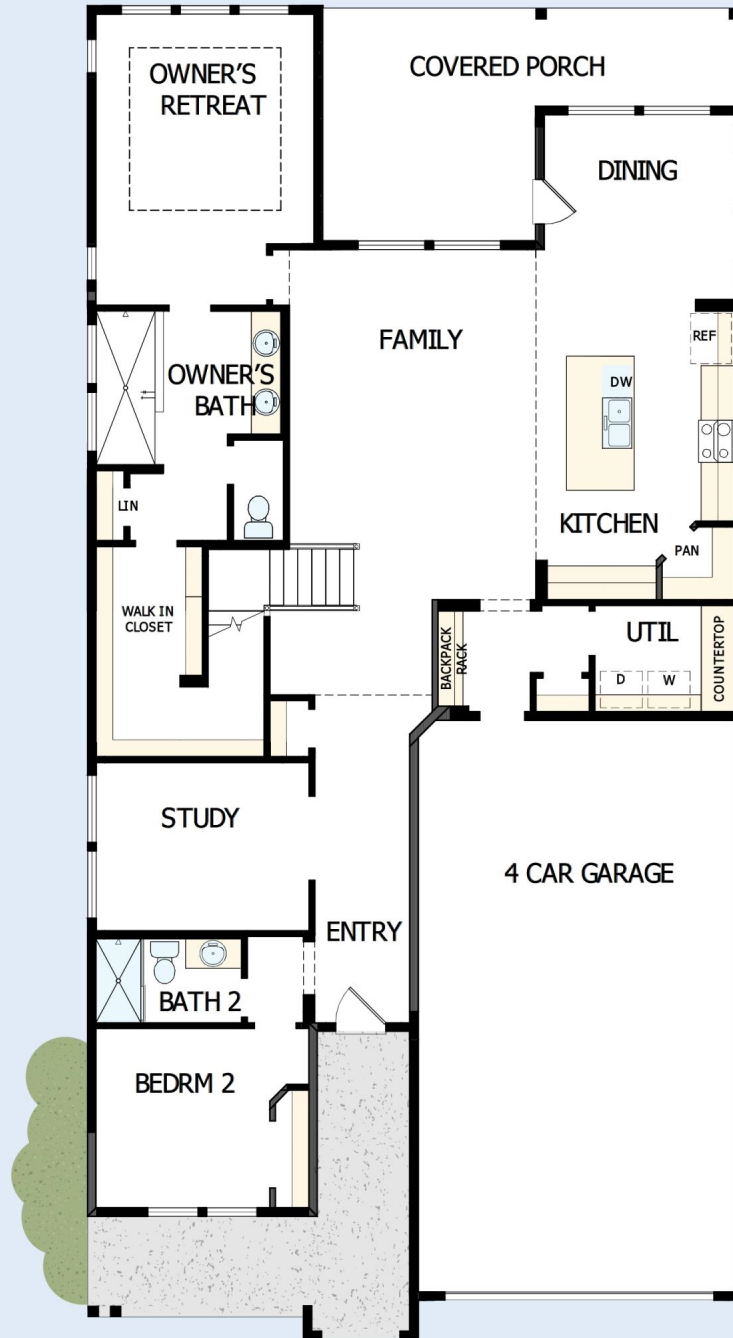 OWNER'S
RETREAT
COVERED PORCH
DINING
FAMILY
REF
OWNER'S
BATH
DW
LIN
KITCHEN
PAN
WALK IN
CLOSET
BACKPACK
RACK
UTIL
D
W
COUNTERTOP
STUDY
4 CAR GARAGE
ENTRY
BATH 2
BEDRM 2